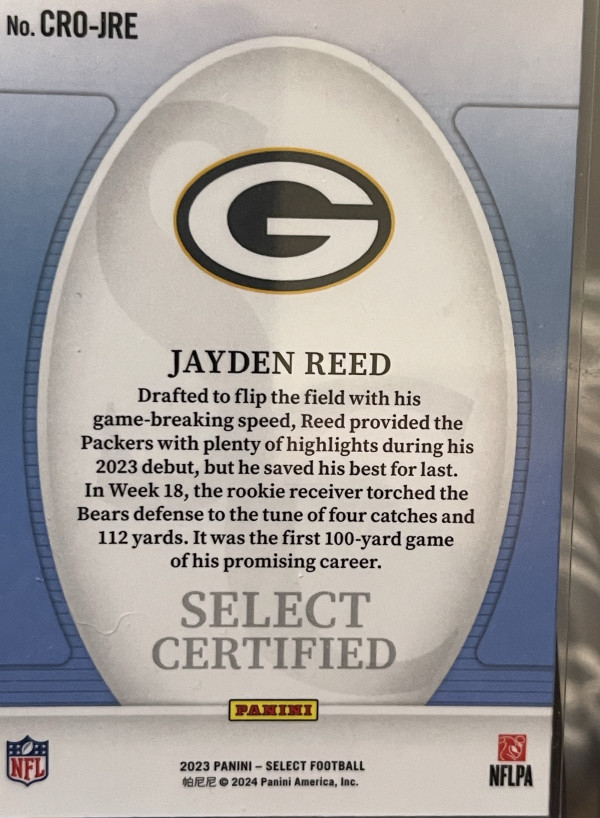 No. CRO-JRE
G
JAYDEN REED
Drafted to flip the field with his
game-breaking speed, Reed provided the
Packers with plenty of highlights during his
2023 debut, but he saved his best for last.
In Week 18, the rookie receiver torched the
Bears defense to the tune of four catches and
112 yards. It was the first 100-yard game
of his promising career.
SELECT
CERTIFIED
PANINI
NFL
2023 PANINI – SELECT FOOTBALL
帕尼尼 © 2024 Panini America, Inc.
NFLPA